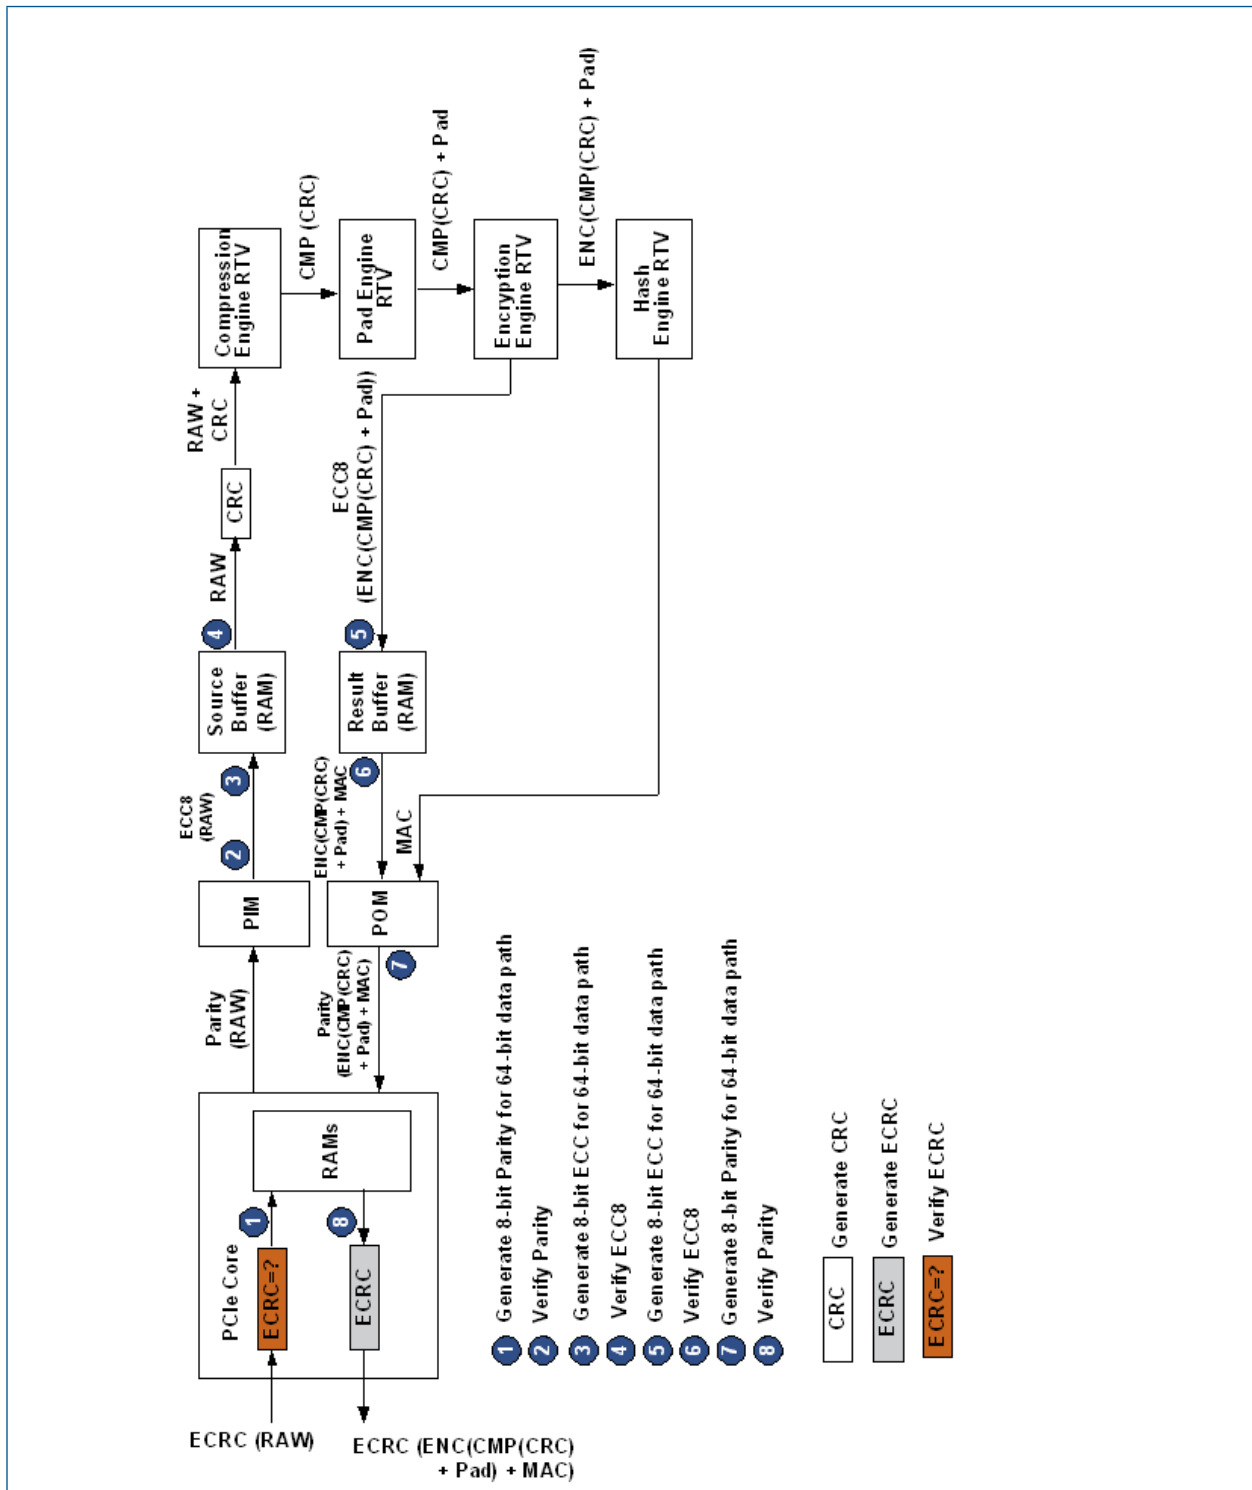 ECRC (RAW)
ECRC (ENC(CMP(CRC)
+ Pad) + MAC)
PCIe Core
ECRC=?
1
RAMs
8
ECRC
Parity
(RAW)
PIM
2
ECC8
(RAW)
3
Source
Buffer
(RAM)
4
RAW
CRC
RAW +
CRC
Compression
Engine RTV
CMP (CRC)
Pad Engine
RTV
CMP(CRC) + Pad
Encryption
Engine RTV
ENC(CMP(CRC) + Pad)
Hash
Engine RTV
ECC8
(ENC(CMP(CRC) + Pad))
5
Result
Buffer
(RAM)
6
ENC(CMP(CRC)
+ Pad) + MAC
MAC
POM
7
Parity
(ENC(CMP(CRC)
+ Pad) + MAC)
1 Generate 8-bit Parity for 64-bit data path
2 Verify Parity
3 Generate 8-bit ECC for 64-bit data path
4 Verify ECC8
5 Generate 8-bit ECC for 64-bit data path
6 Verify ECC8
7 Generate 8-bit Parity for 64-bit data path
8 Verify Parity
CRC Generate CRC
ECRC Generate ECRC
ECRC=? Verify ECRC